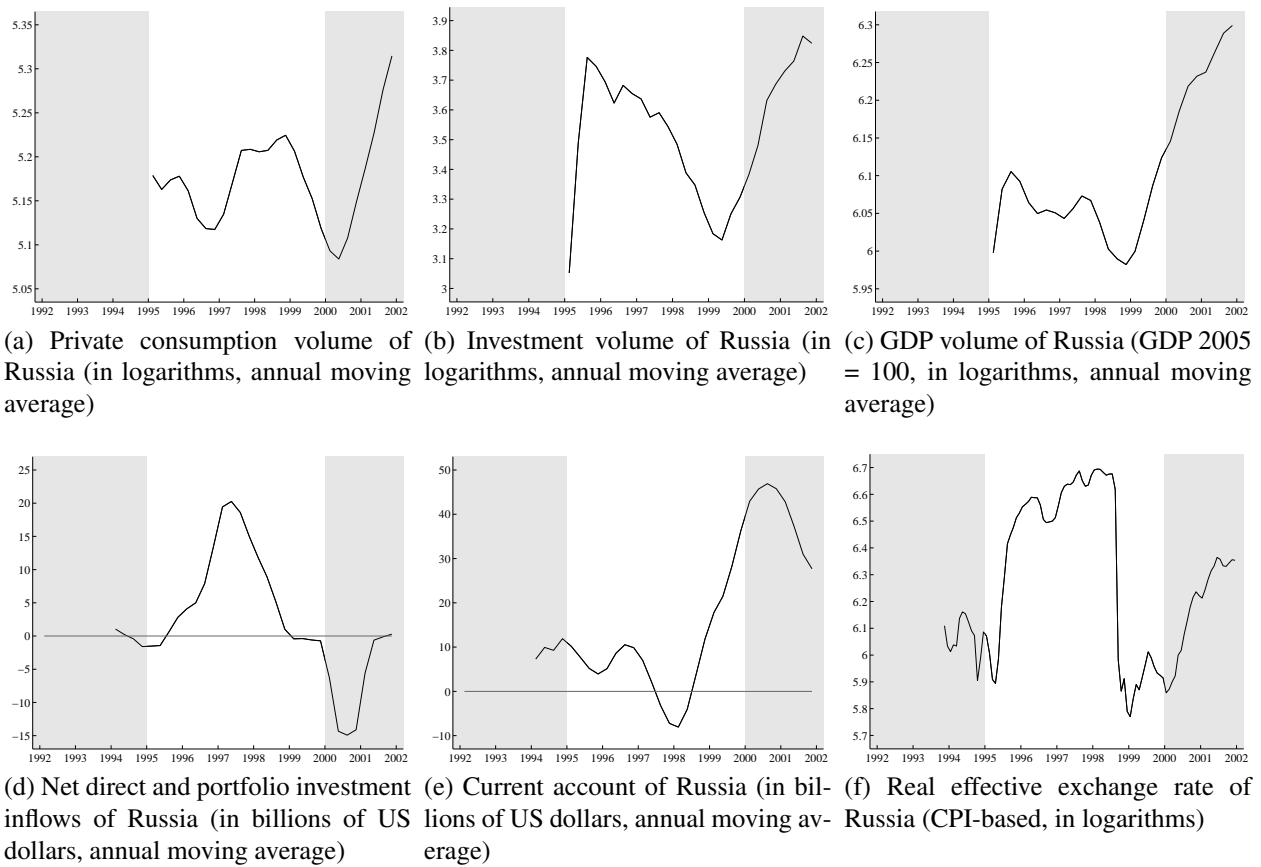 5.35
5.3
5.25
5.2
5.15
5.1
5.05
1992 1993 1994 1995 1996 1997 1998 1999 2000 2001 2002
(a) Private consumption volume of
Russia (in logarithms, annual moving
average)
3.9
3.8
3.7
3.6
3.5
3.4
3.3
3.2
3.1
3
1992 1993 1994 1995 1996 1997 1998 1999 2000 2001 2002
(b) Investment volume of Russia (in
logarithms, annual moving average)
6.3
6.25
6.2
6.15
6.1
6.05
6
5.95
1992 1993 1994 1995 1996 1997 1998 1999 2000 2001 2002
(c) GDP volume of Russia (GDP 2005
= 100, in logarithms, annual moving
average)
25
20
15
10
5
0
−5
−10
−15
1992 1993 1994 1995 1996 1997 1998 1999 2000 2001 2002
(d) Net direct and portfolio investment
inflows of Russia (in billions of US
dollars, annual moving average)
50
40
30
20
10
0
−10
1992 1993 1994 1995 1996 1997 1998 1999 2000 2001 2002
(e) Current account of Russia (in bil-
lions of US dollars, annual moving av-
erage)
6.7
6.6
6.5
6.4
6.3
6.2
6.1
6
5.9
5.8
5.7
1992 1993 1994 1995 1996 1997 1998 1999 2000 2001 2002
(f) Real effective exchange rate of
Russia (CPI-based, in logarithms)